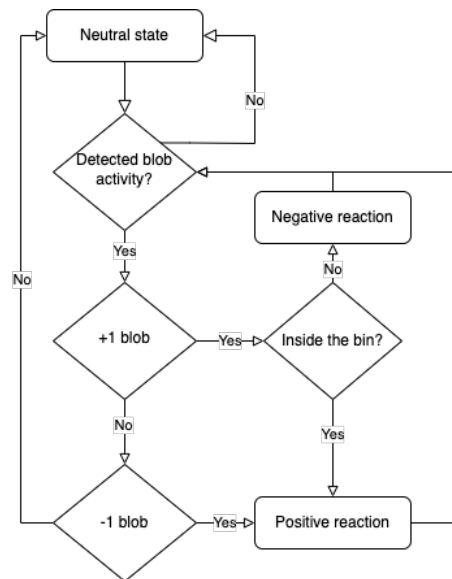 Neutral state
No
Detected blob
activity?
Negative reaction
Yes
No
No
+1 blob
Yes
Inside the bin?
No
Yes
-1 blob
Yes
Positive reaction